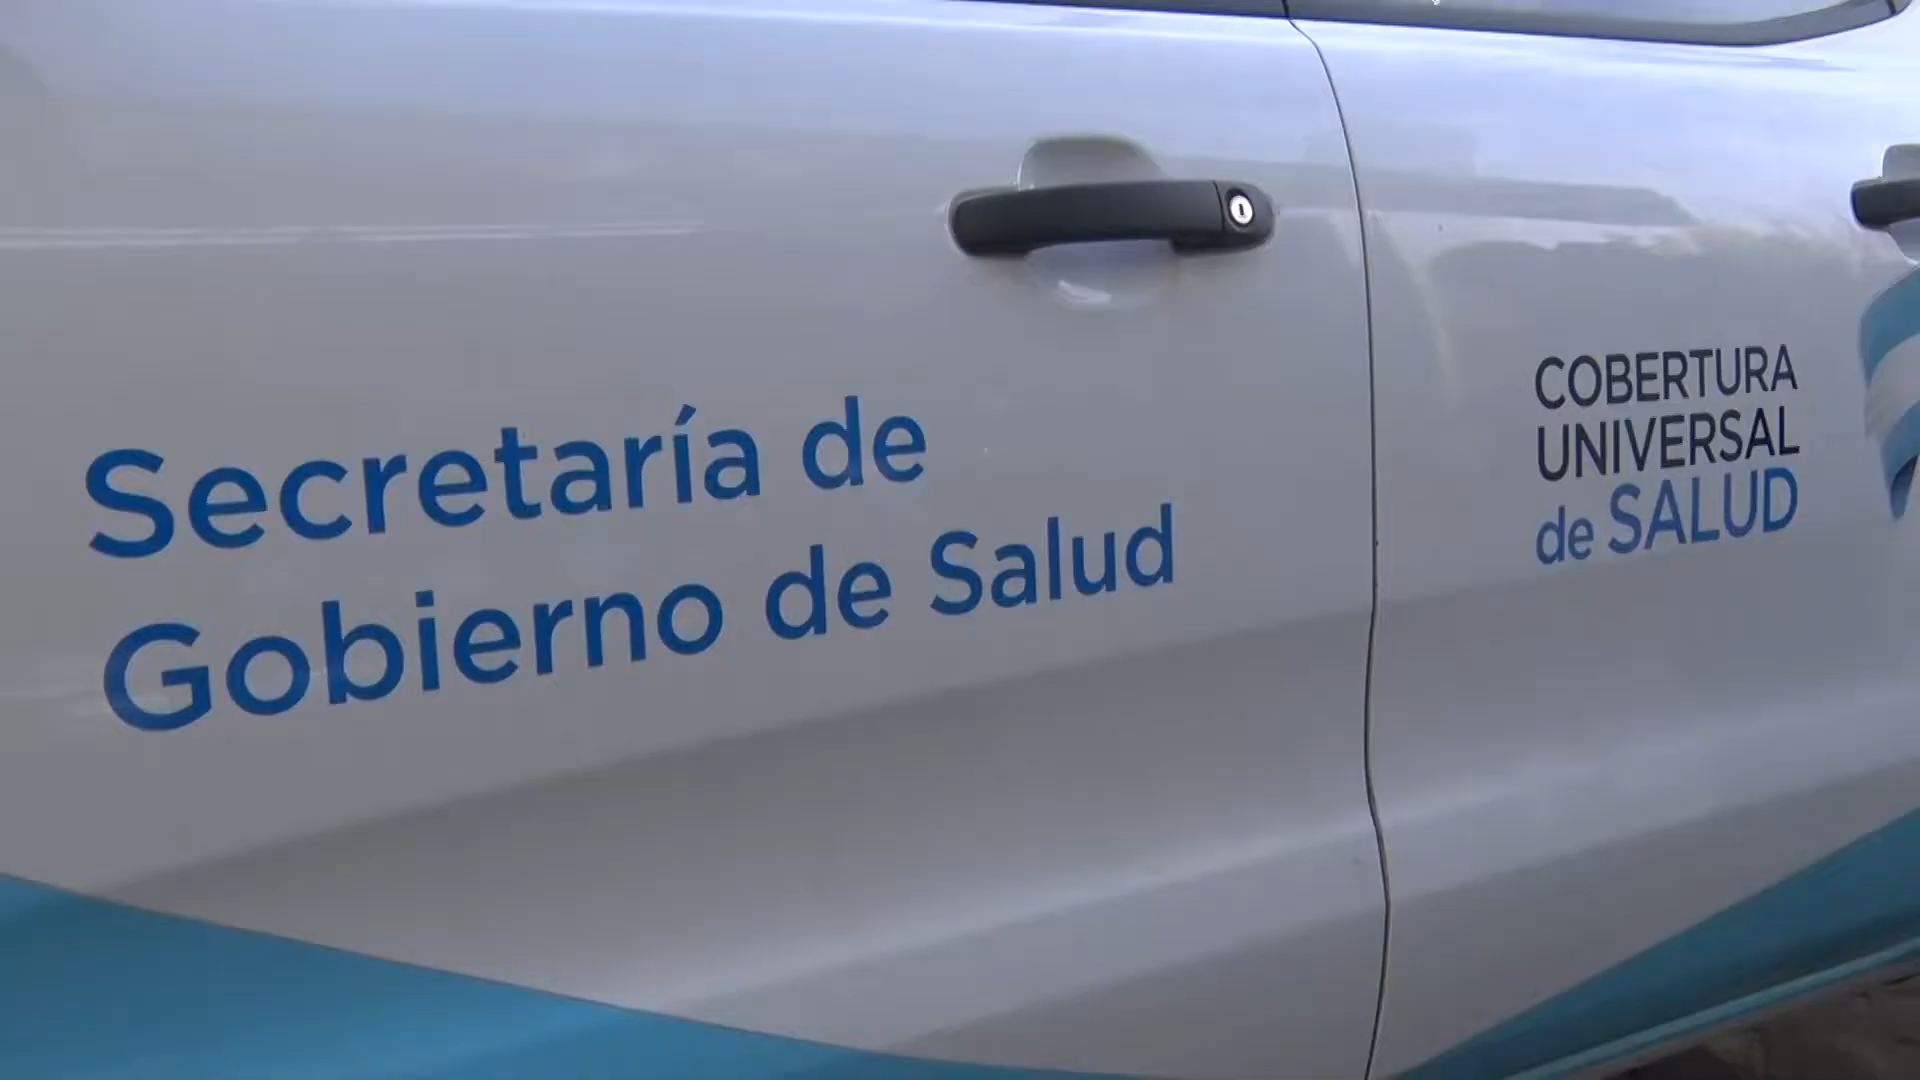 Secretaría de
Gobierno de Salud
COBERTURA
UNIVERSAL
de SALUD